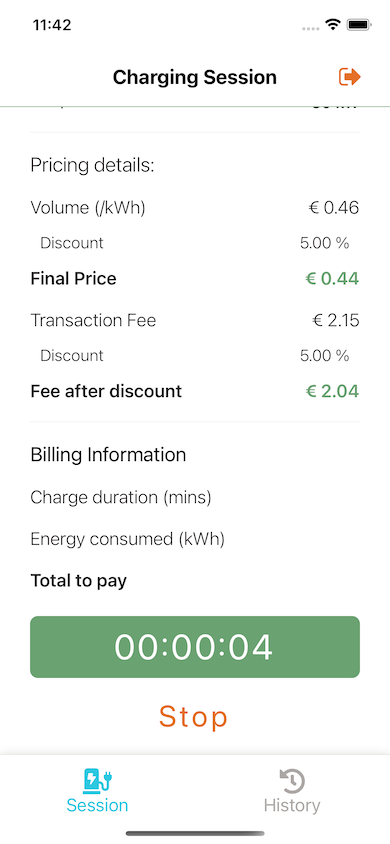 11:42
Charging Session
Pricing details:
Volume (/kWh) € 0.46
Discount 5.00 %
Final Price € 0.44
Transaction Fee € 2.15
Discount 5.00 %
Fee after discount € 2.04
Billing Information
Charge duration (mins)
Energy consumed (kWh)
Total to pay
00:00:04
Stop
Session History